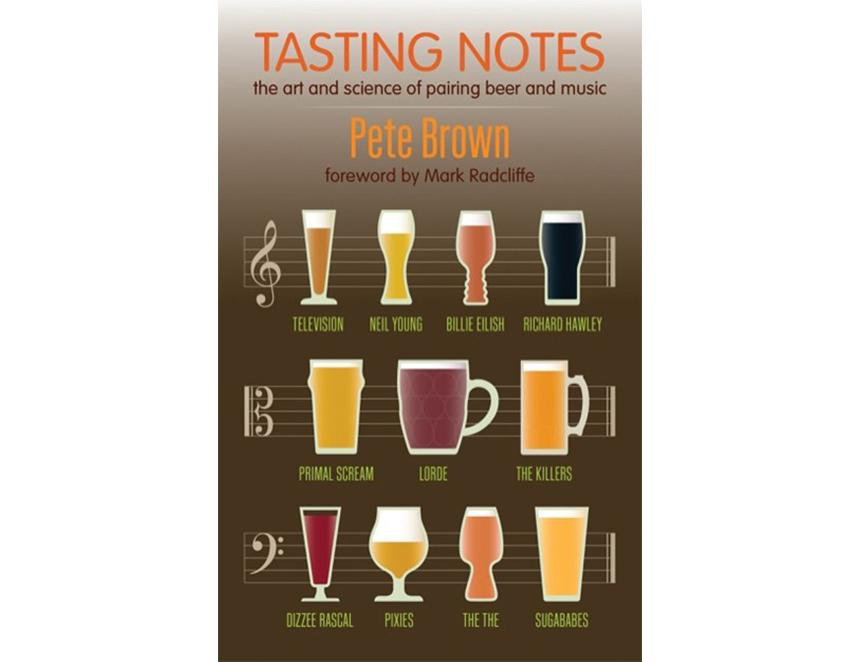 TASTING NOTES
the art and science of pairing beer and music
Pete Brown
foreword by Mark Radcliffe
TELEVISION NEIL YOUNG BILLIE EILISH RICHARD HAWLEY
PRIMAL SCREAM LORDE THE KILLERS
DIZZEE RASCAL PIXIES THE THE SUGABABES